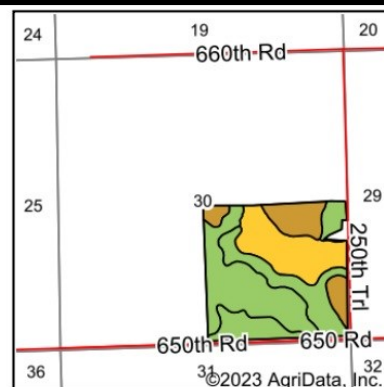 24 19 20
660th Rd
25 30 29
250th Trl
650th Rd 650 Rd
36 31 32
©2023 AgriData, Inc.